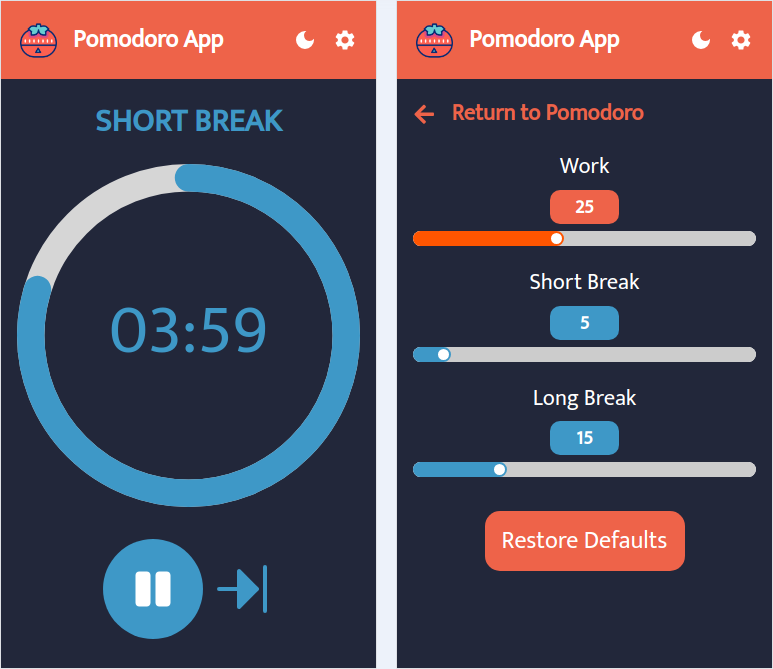 Pomodoro App
SHORT BREAK
03:59
Pomodoro App
Return to Pomodoro
Work
25
Short Break
5
Long Break
15
Restore Defaults